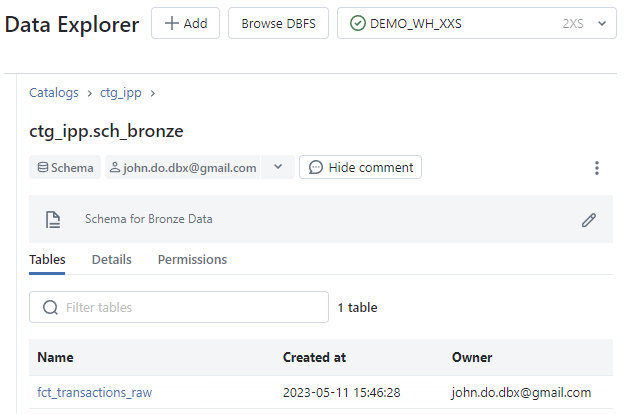 Data Explorer + Add Browse DBFS DEMO_WH_XXS 2XS
Catalogs > ctg_ipp >
ctg_ipp.sch_bronze
Schema john.do.dbx@gmail.com Hide comment
Schema for Bronze Data
Tables Details Permissions
Filter tables 1 table
Name Created at Owner
fct_transactions_raw 2023-05-11 15:46:28 john.do.dbx@gmail.com